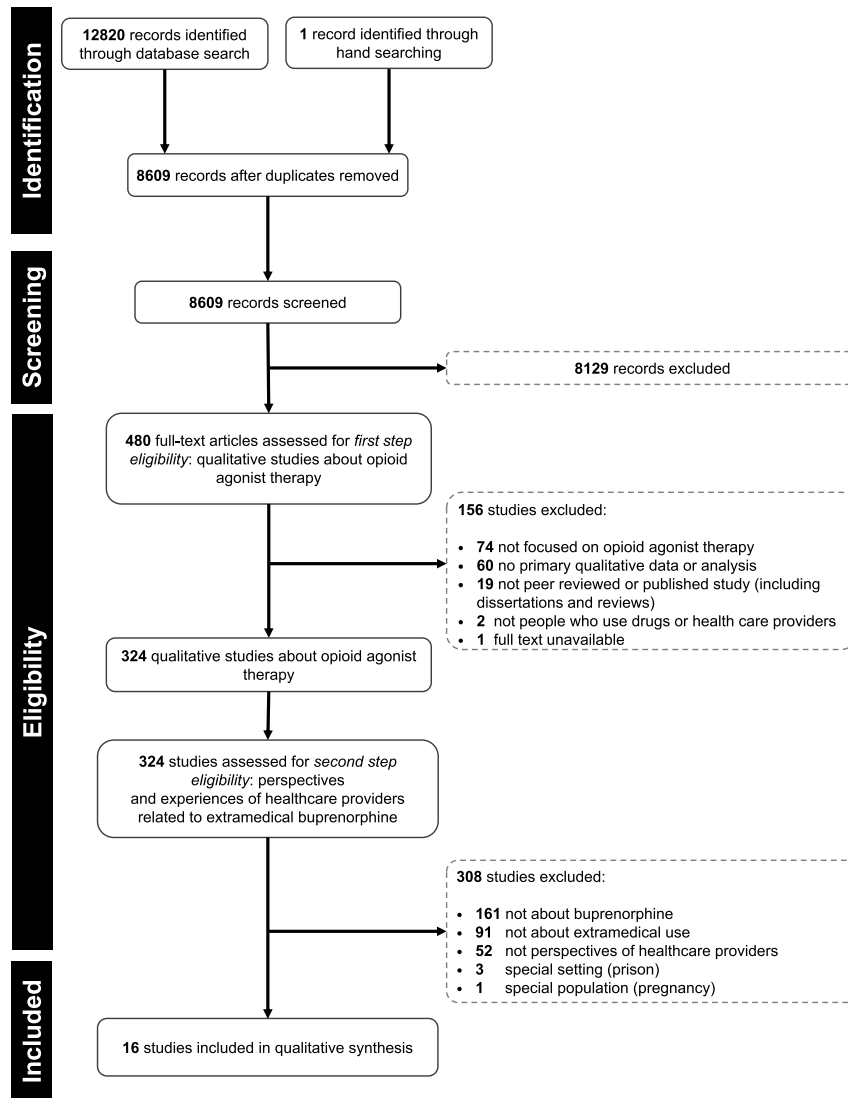 Identification
12820 records identified
through database search
1 record identified through
hand searching
8609 records after duplicates removed
Screening
8609 records screened
8129 records excluded
Eligibility
480 full-text articles assessed for first step
eligibility: qualitative studies about opioid
agonist therapy
156 studies excluded:
• 74 not focused on opioid agonist therapy
• 60 no primary qualitative data or analysis
• 19 not peer reviewed or published study (including
dissertations and reviews)
• 2 not people who use drugs or health care providers
• 1 full text unavailable
324 qualitative studies about opioid agonist
therapy
324 studies assessed for second step
eligibility: perspectives
and experiences of healthcare providers
related to extramedical buprenorphine
308 studies excluded:
• 161 not about buprenorphine
• 91 not about extramedical use
• 52 not perspectives of healthcare providers
• 3 special setting (prison)
• 1 special population (pregnancy)
Included
16 studies included in qualitative synthesis